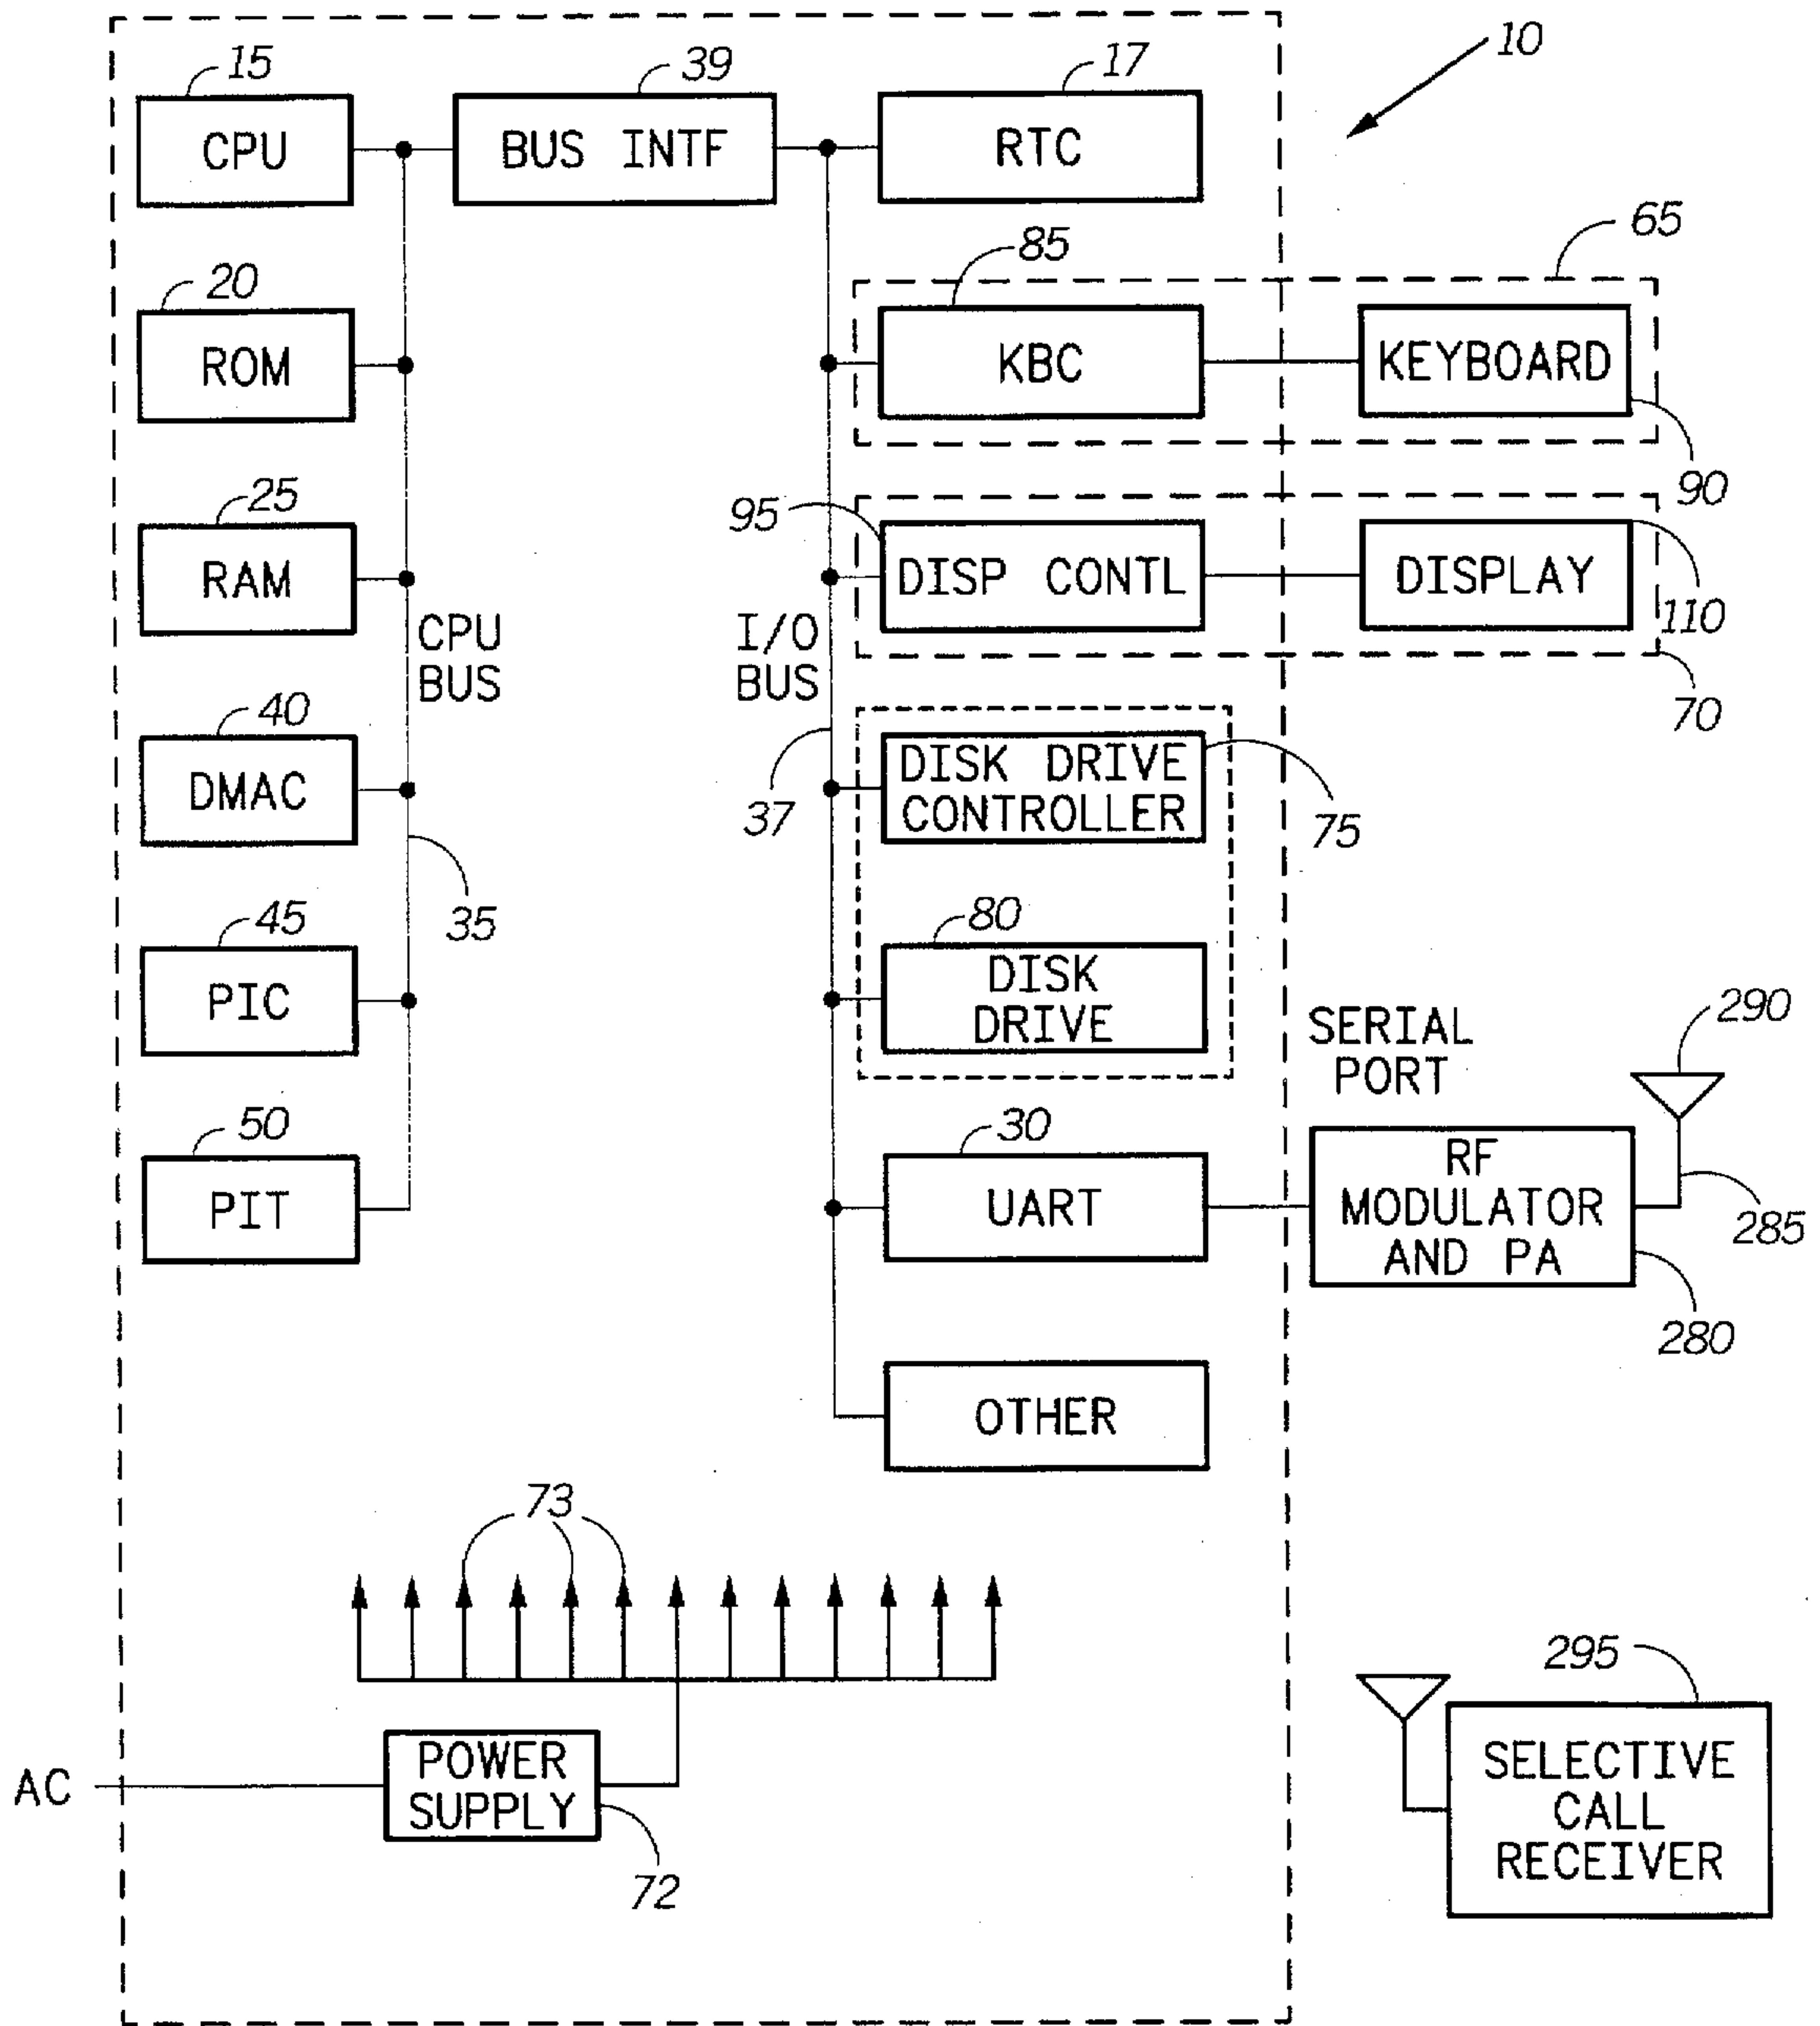 10
15
39
17
CPU
BUS INTF
RTC
65
20
85
ROM
KBC
KEYBOARD
90
25
95
RAM
DISP CONTL
DISPLAY
110
CPU
BUS
I/O
BUS
70
40
DMAC
37
DISK DRIVE
CONTROLLER
75
35
45
PIC
80
DISK
DRIVE
SERIAL
PORT
290
50
PIT
30
UART
RF
MODULATOR
AND PA
285
280
OTHER
73
295
AC
POWER
SUPPLY
72
SELECTIVE
CALL
RECEIVER